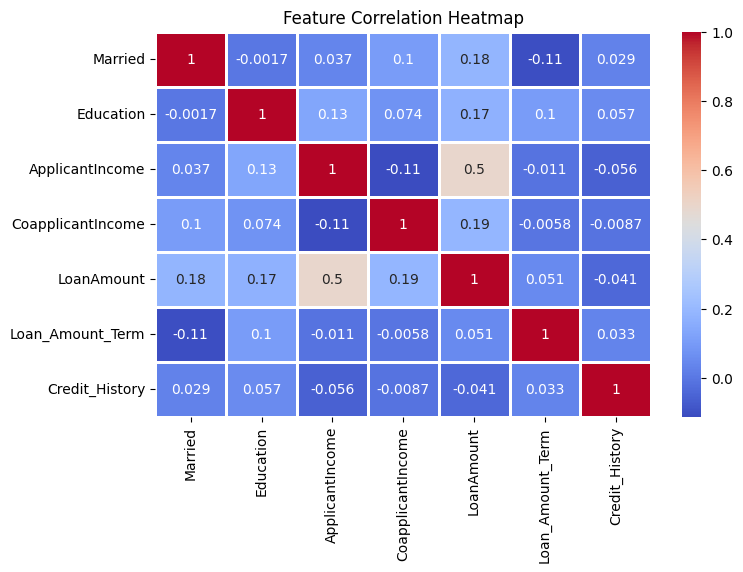 Feature Correlation Heatmap
Married 1 -0.0017 0.037 0.1 0.18 -0.11 0.029
Education -0.0017 1 0.13 0.074 0.17 0.1 0.057
ApplicantIncome 0.037 0.13 1 -0.11 0.5 -0.011 -0.056
CoapplicantIncome 0.1 0.074 -0.11 1 0.19 -0.0058 -0.0087
LoanAmount 0.18 0.17 0.5 0.19 1 0.051 -0.041
Loan_Amount_Term -0.11 0.1 -0.011 -0.0058 0.051 1 0.033
Credit_History 0.029 0.057 -0.056 -0.0087 -0.041 0.033 1
Married
Education
ApplicantIncome
CoapplicantIncome
LoanAmount
Loan_Amount_Term
Credit_History
1.0
0.8
0.6
0.4
0.2
0.0